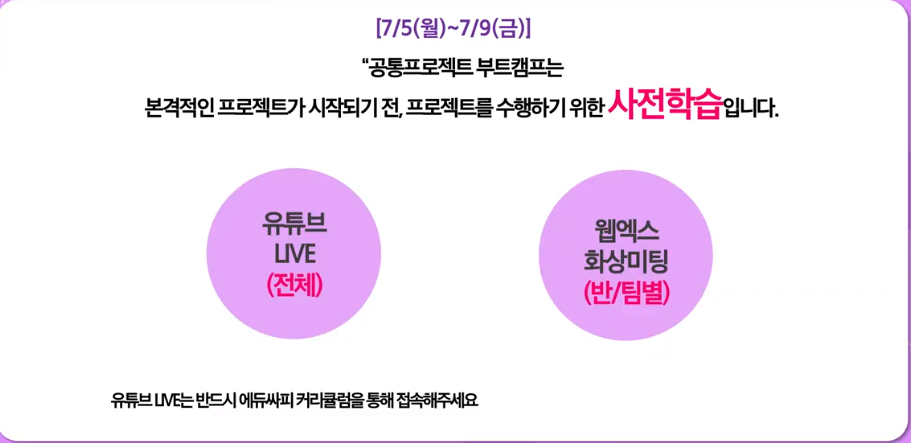 [7/5(월)~7/9(금)]
“공통프로젝트 부트캠프는
본격적인 프로젝트가 시작되기 전, 프로젝트를 수행하기 위한 사전학습입니다.
유튜브
LIVE
(전체)
웹엑스
화상미팅
(반/팀별)
유튜브 LIVE는 반드시 에듀싸피 커리큘럼을 통해 접속해주세요